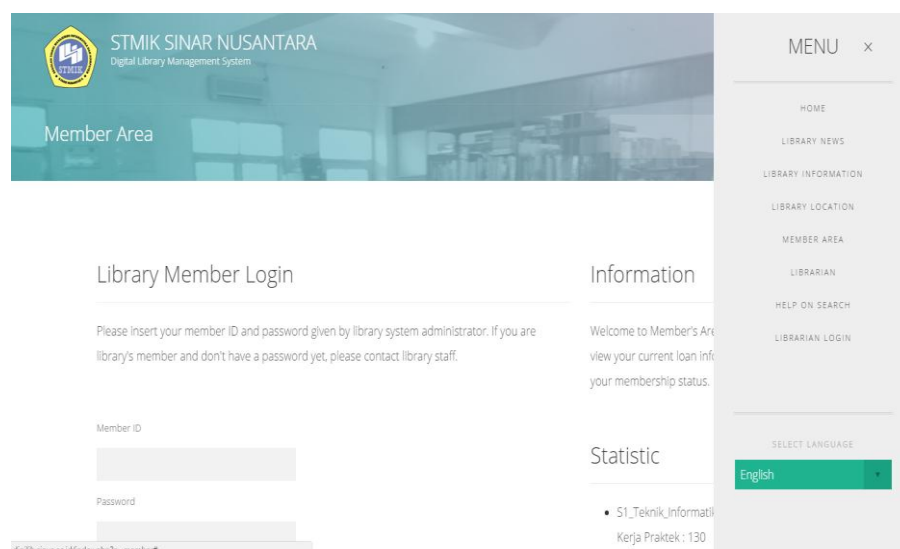 STMIK
STMIK SINAR NUSANTARA
Digital Library Management System
Member Area
Library Member Login
Please insert your member ID and password given by library system administrator. If you are
library's member and don't have a password yet, please contact library staff.
Member ID
Password
Information
Welcome to Member's Are
view your current loan info
your membership status.
Statistic
• S1_Teknik_Informatik
Kerja Praktek : 130
MENU ×
HOME
LIBRARY NEWS
LIBRARY INFORMATION
LIBRARY LOCATION
MEMBER AREA
LIBRARIAN
HELP ON SEARCH
LIBRARIAN LOGIN
SELECT LANGUAGE
English